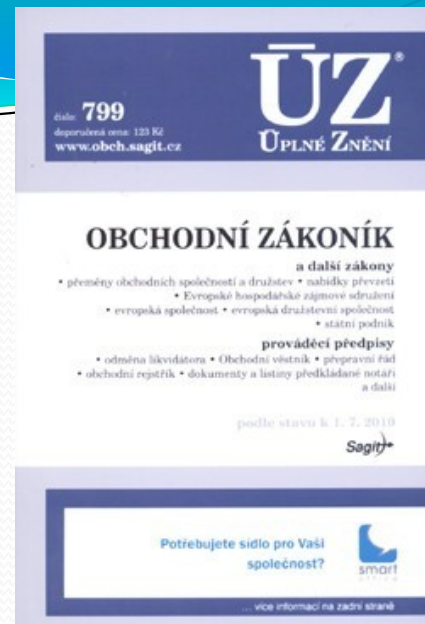 ÚZ®
číslo: 799
doporučená cena: 123 Kč
www.obch.sagit.cz
ÚPLNÉ ZNĚNÍ
OBCHODNÍ ZÁKONÍK
a další zákony
• přeměny obchodních společností a družstev • nabídky převzetí
• Evropské hospodářské zájmové sdružení
• evropská společnost • evropská družstevní společnost
• státní podnik
prováděcí předpisy
• odměna likvidátora • Obchodní věstník • přepravní řád
• obchodní rejstřík • dokumenty a listiny předkládané notáři
a další
podle stavu k 1. 7. 2010
Sagit
Potřebujete sídlo pro Vaši
společnost?
smart
office
... více informací na zadní straně